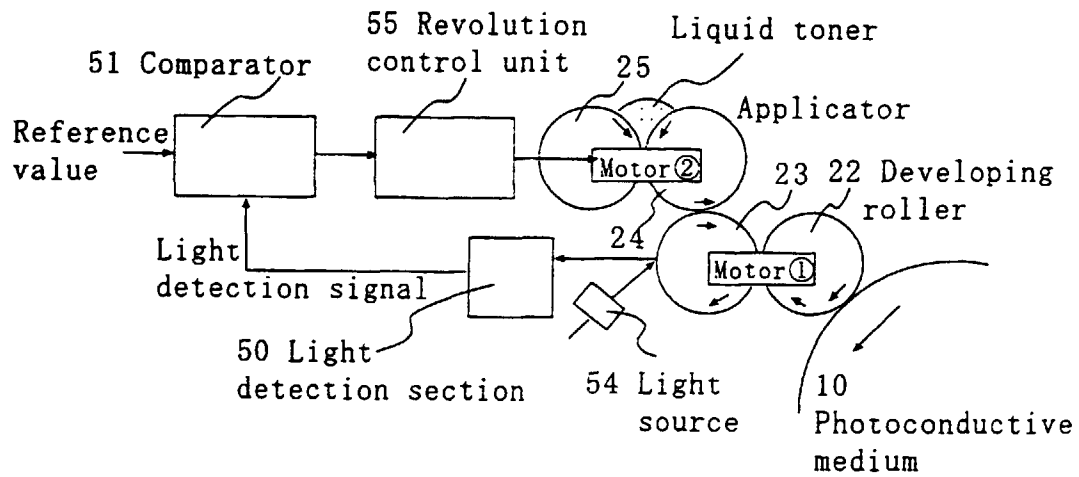 55 Revolution
control unit
Liquid toner
51 Comparator
25
Applicator
Reference
value
Motor②
23
22 Developing
roller
24
Motor①
Light
detection signal
50 Light
detection section
54 Light
source
10
Photoconductive
medium